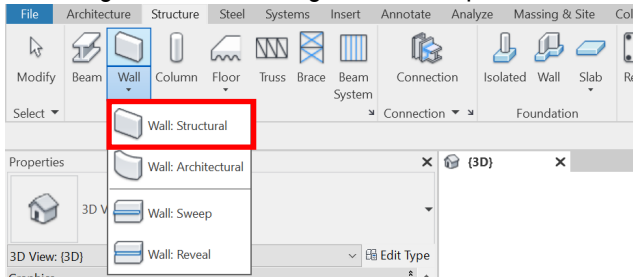 File Architecture Structure Steel Systems Insert Annotate Analyze Massing & Site
Modify Beam Wall Column Floor Truss Brace Beam System Connection Isolated Wall Slab
Select Connection Foundation
Wall: Structural
Properties Wall: Architectural {3D}
3D Wall: Sweep
Wall: Reveal
3D View: {3D} Edit Type